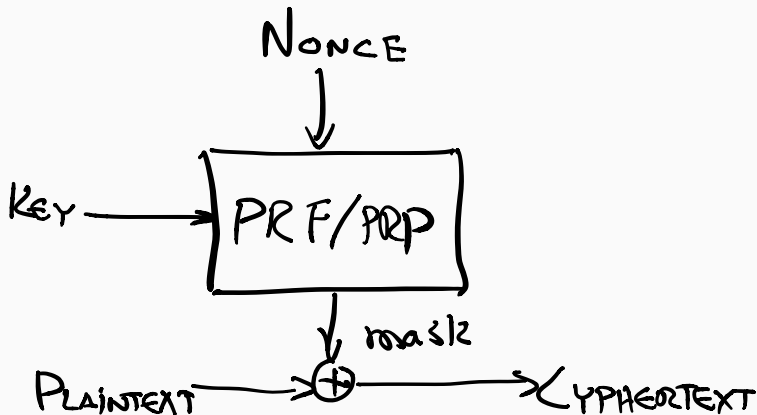 NONCE
KEY
PRF/PRP
mask
PLAINTEXT
CYPHERTEXT